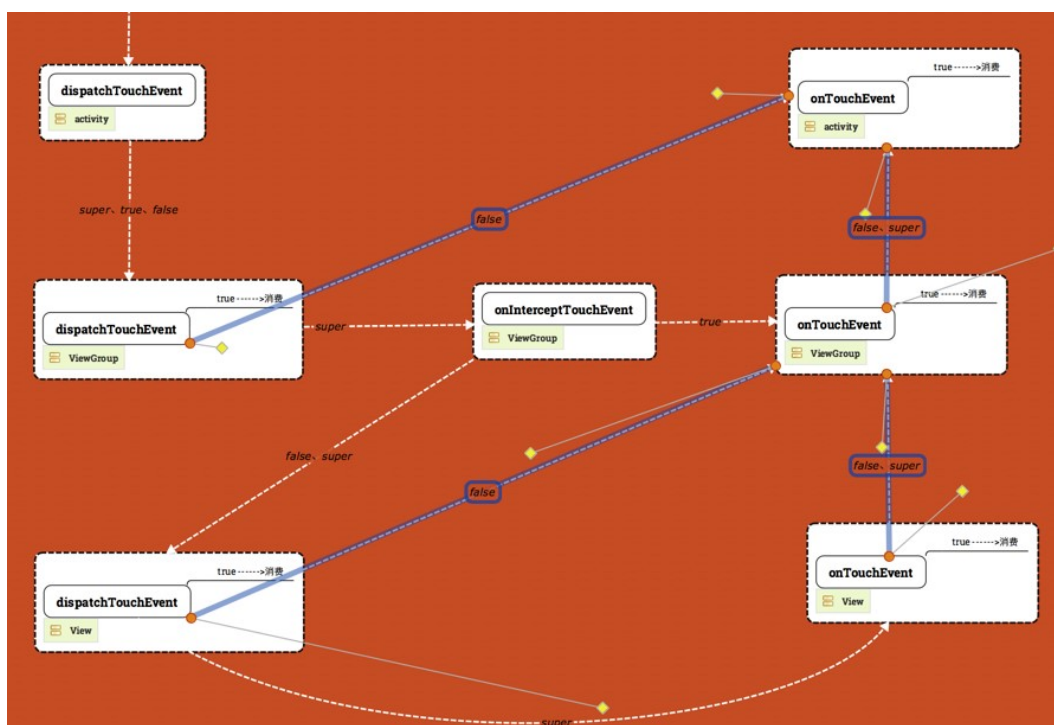 dispatchTouchEvent
activity
true ------>消费
onTouchEvent
activity
super、true、false
false
false、super
true ------>消费
dispatchTouchEvent
ViewGroup
super
onInterceptTouchEvent
ViewGroup
true
true ------>消费
onTouchEvent
ViewGroup
false、super
false
false、super
true ------>消费
dispatchTouchEvent
View
true ------>消费
onTouchEvent
View
super